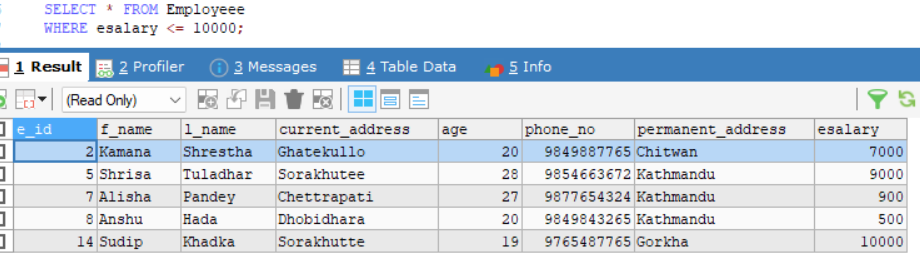 SELECT * FROM Employeee
WHERE esalary <= 10000;
1 Result 2 Profiler 3 Messages 4 Table Data 5 Info
(Read Only)
e_id f_name l_name current_address age phone_no permanent_address esalary
2 Kamana Shrestha Ghatekullo 20 9849887765 Chitwan 7000
5 Shrisa Tuladhar Sorakhutee 28 9854663672 Kathmandu 9000
7 Alisha Pandey Chettrapati 27 9877654324 Kathmandu 900
8 Anshu Hada Dhobidhara 20 9849843265 Kathmandu 500
14 Sudip Khadka Sorakhutte 19 9765487765 Gorkha 10000